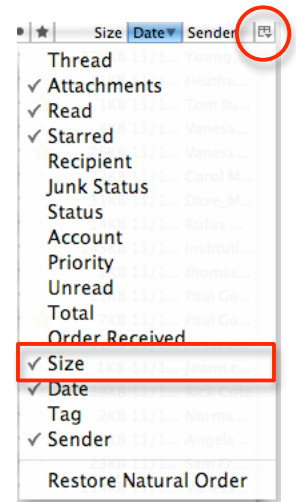 Size Date Sender
Thread
✓ Attachments
✓ Read
✓ Starred
Recipient
Junk Status
Status
Account
Priority
Unread
Total
Order Received
✓ Size
✓ Date
Tag
✓ Sender
Restore Natural Order